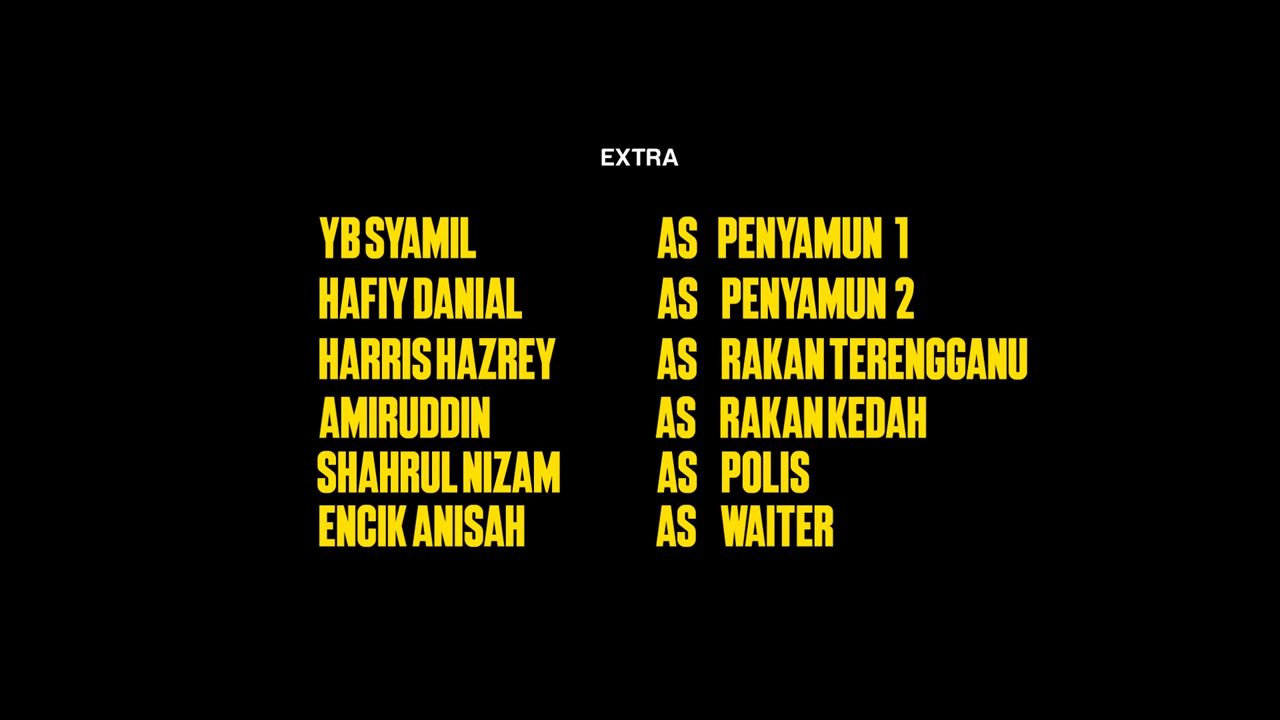 EXTRA
YB SYAMIL AS PENYAMUN 1
HAFIY DANIAL AS PENYAMUN 2
HARRIS HAZREY AS RAKAN TERENGGANU
AMIRUDDIN AS RAKAN KEDAH
SHAHRUL NIZAM AS POLIS
ENCIK ANISAH AS WAITER